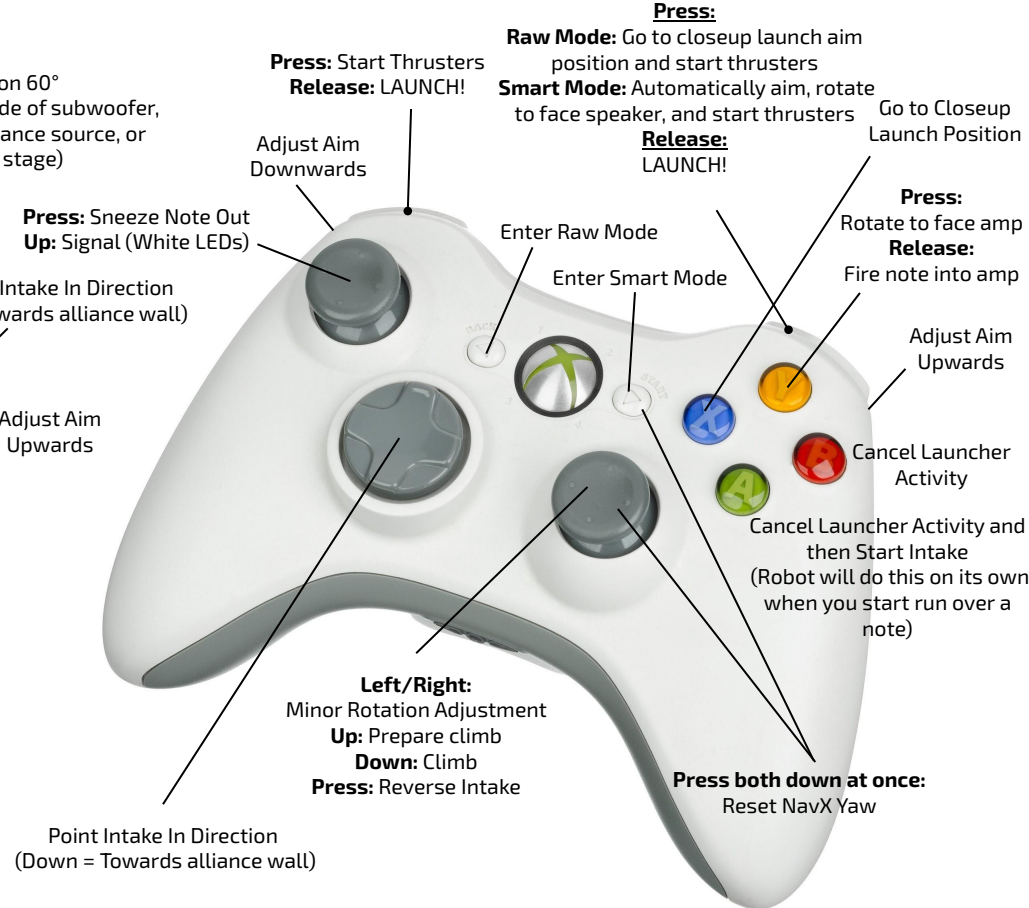 Press:
Raw Mode: Go to closeup launch aim
position and start thrusters
Smart Mode: Automatically aim, rotate
to face speaker, and start thrusters
Release:
LAUNCH!
Press: Start Thrusters
Release: LAUNCH!
on 60°
de of subwoofer,
ance source, or
stage)
Adjust Aim
Downwards
Go to Closeup
Launch Position
Press: Sneeze Note Out
Up: Signal (White LEDs)
Enter Raw Mode
Enter Smart Mode
Press:
Rotate to face amp
Release:
Fire note into amp
Intake In Direction
wards alliance wall)
Adjust Aim
Upwards
Adjust Aim
Upwards
BACK
START
1
2
3
4
X
Y
B
A
Cancel Launcher
Activity
Cancel Launcher Activity and
then Start Intake
(Robot will do this on its own
when you start run over a
note)
Left/Right:
Minor Rotation Adjustment
Up: Prepare climb
Down: Climb
Press: Reverse Intake
Press both down at once:
Reset NavX Yaw
Point Intake In Direction
(Down = Towards alliance wall)